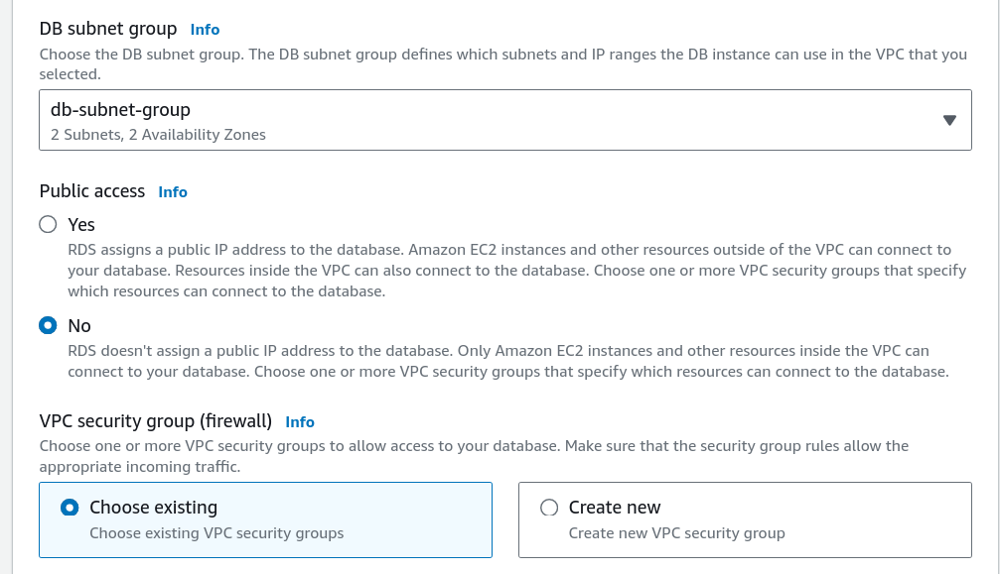 DB subnet group Info
Choose the DB subnet group. The DB subnet group defines which subnets and IP ranges the DB instance can use in the VPC that you
selected.
db-subnet-group
2 Subnets, 2 Availability Zones
Public access Info
Yes
RDS assigns a public IP address to the database. Amazon EC2 instances and other resources outside of the VPC can connect to
your database. Resources inside the VPC can also connect to the database. Choose one or more VPC security groups that specify
which resources can connect to the database.
No
RDS doesn't assign a public IP address to the database. Only Amazon EC2 instances and other resources inside the VPC can
connect to your database. Choose one or more VPC security groups that specify which resources can connect to the database.
VPC security group (firewall) Info
Choose one or more VPC security groups to allow access to your database. Make sure that the security group rules allow the
appropriate incoming traffic.
Choose existing
Choose existing VPC security groups
Create new
Create new VPC security group